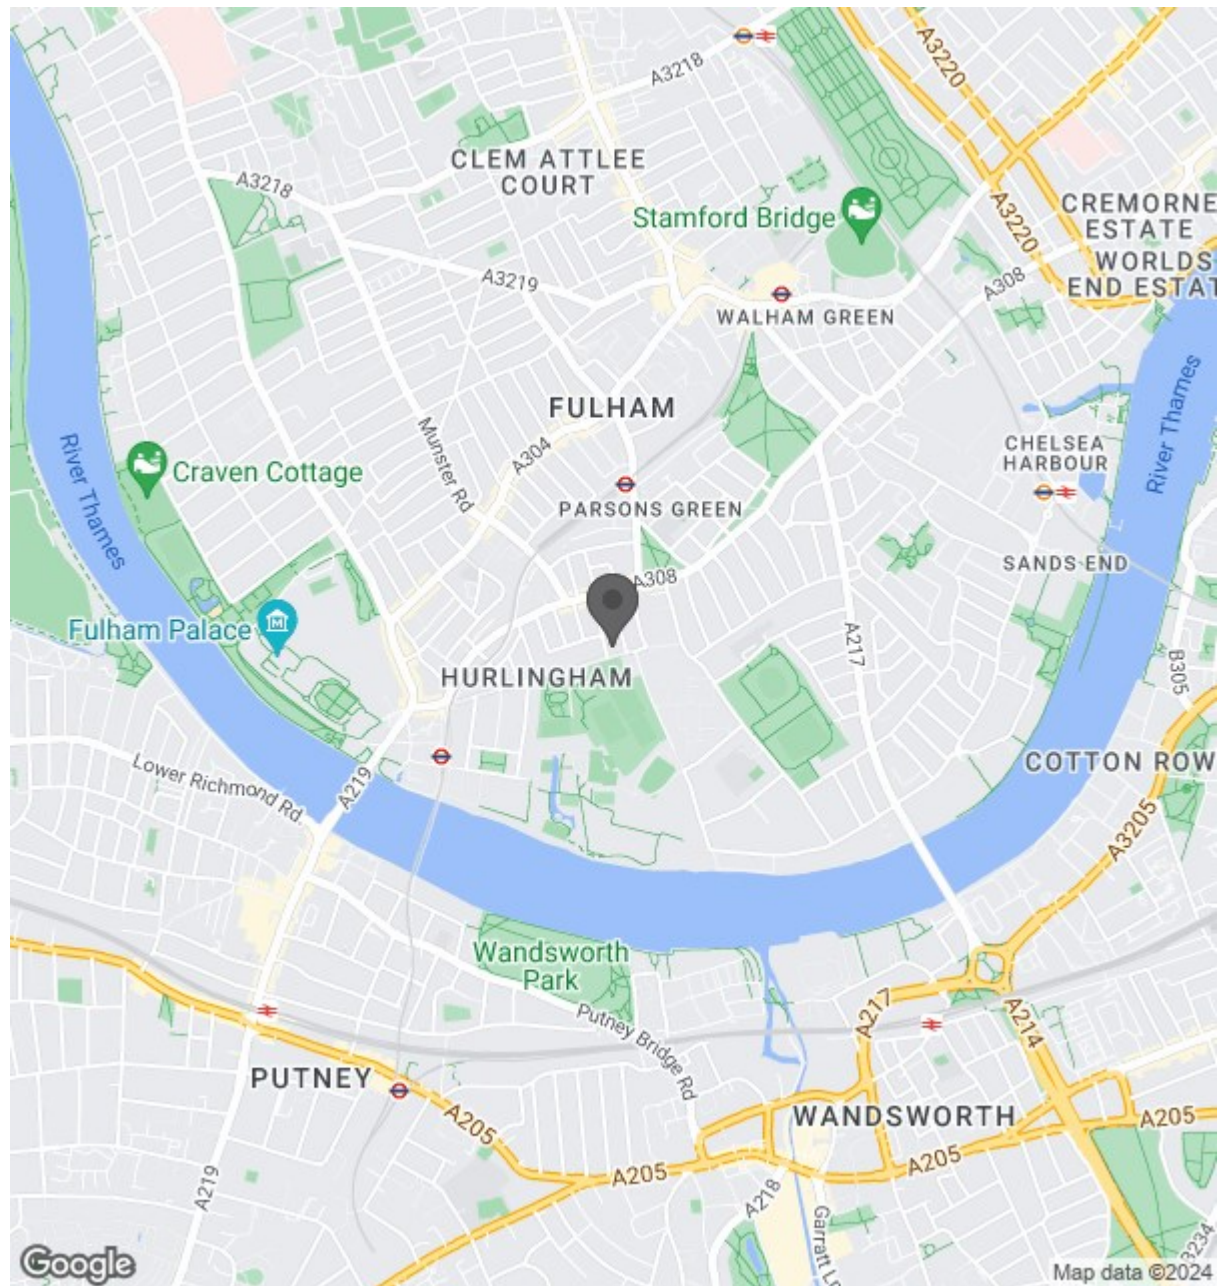 A3220
A3218
CLEM ATTLEE
COURT
A3218
Stamford Bridge
A3220
CREMORNE
ESTATE
WORLDS
END ESTAT
A3219
A308
WALHAM GREEN
FULHAM
Munster Rd
A304
River Thames
River Thames
Craven Cottage
CHELSEA
HARBOUR
PARSONS GREEN
SANDS END
A308
Fulham Palace
A217
HURLINGHAM
B305
Lower Richmond Rd.
A219
COTTON ROW
A3205
Wandsworth
Park
Putney Bridge Rd
A217
A214
PUTNEY
A205
WANDSWORTH
A205
A205
A205
A219
A218
Garratt Ln
3234
Google
Map data ©2024